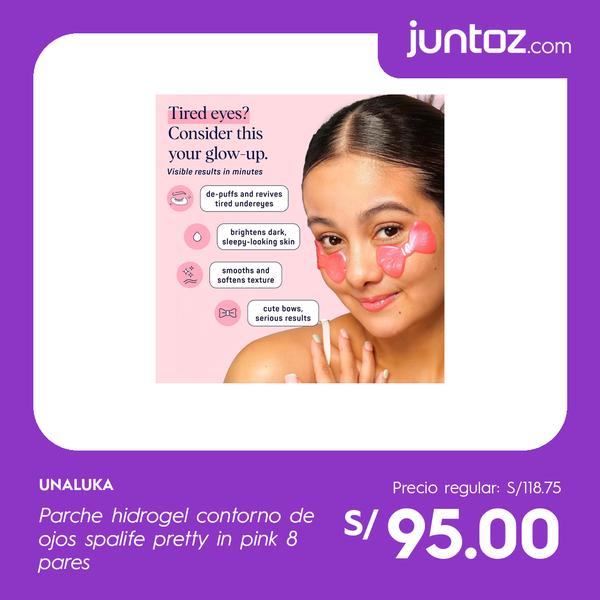 juntoz.com
Tired eyes?
Consider this
your glow-up.
Visible results in minutes
de-puffs and revives
tired undereyes
brightens dark,
sleepy-looking skin
smooths and
softens texture
cute bows,
serious results
UNALUKA
Parche hidrogel contorno de
ojos spalife pretty in pink 8
pares
Precio regular: S/118.75
S/ 95.00